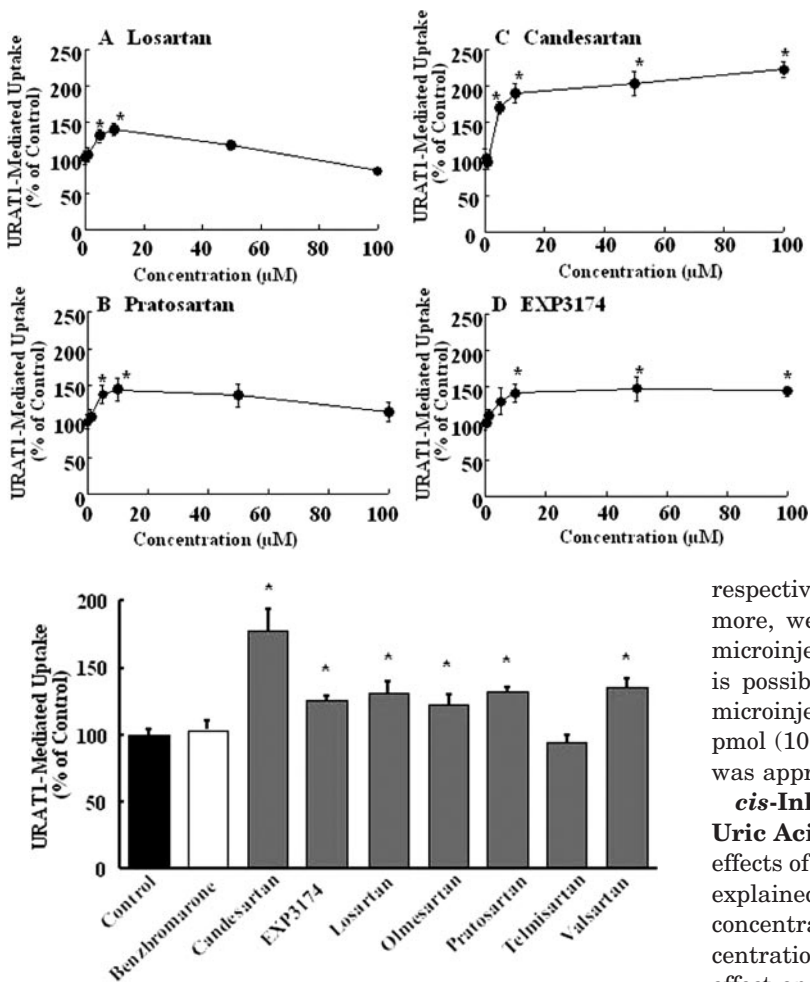 A Losartan
URAT1-Mediated Uptake
(% of Control)
250
200
150
100
50
0
0 20 40 60 80 100
Concentration (µM)
* *
B Pratosartan
URAT1-Mediated Uptake
(% of Control)
250
200
150
100
50
0
0 20 40 60 80 100
Concentration (µM)
* *
C Candesartan
URAT1-Mediated Uptake
(% of Control)
250
200
150
100
50
0
0 20 40 60 80 100
Concentration (µM)
* * * *
D EXP3174
URAT1-Mediated Uptake
(% of Control)
250
200
150
100
50
0
0 20 40 60 80 100
Concentration (µM)
* * *
URAT1-Mediated Uptake
(% of Control)
200
150
100
50
0
* * * * * *
Control
Benzbromarone
Candesartan
EXP3174
Losartan
Olmesartan
Pratosartan
Telmisartan
Valsartan
respectiv
more, we
microinje
is possib
microinje
pmol (10
was appr
cis-Inl
Uric Aci
effects of
explained
concentra
centration